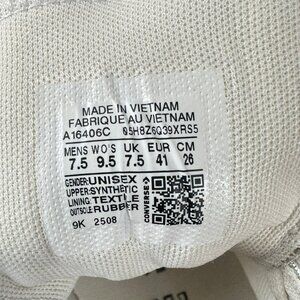 MADE IN VIETNAM
FABRIQUE AU VIETNAM
A16406C 05H8Z6Q39XRS5
MENS WO'S UK EUR CM
7.5 9.5 7.5 41 26
GENDER:UNISEX
UPPER:SYNTHETIC
LINING:TEXTILE
OUTSOLE:RUBBER
9K 2508
CONVERSE